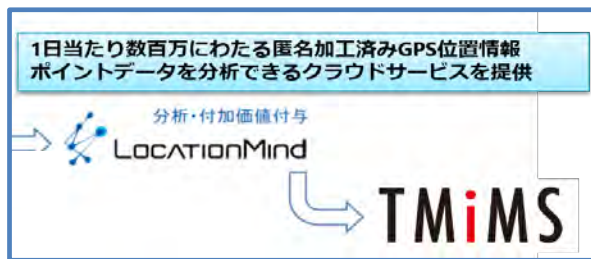 1日当たり数百万にわたる匿名加工済みGPS位置情報
ポイントデータを分析できるクラウドサービスを提供
分析・付加価値付与
LOCATIONMIND
TMiMS